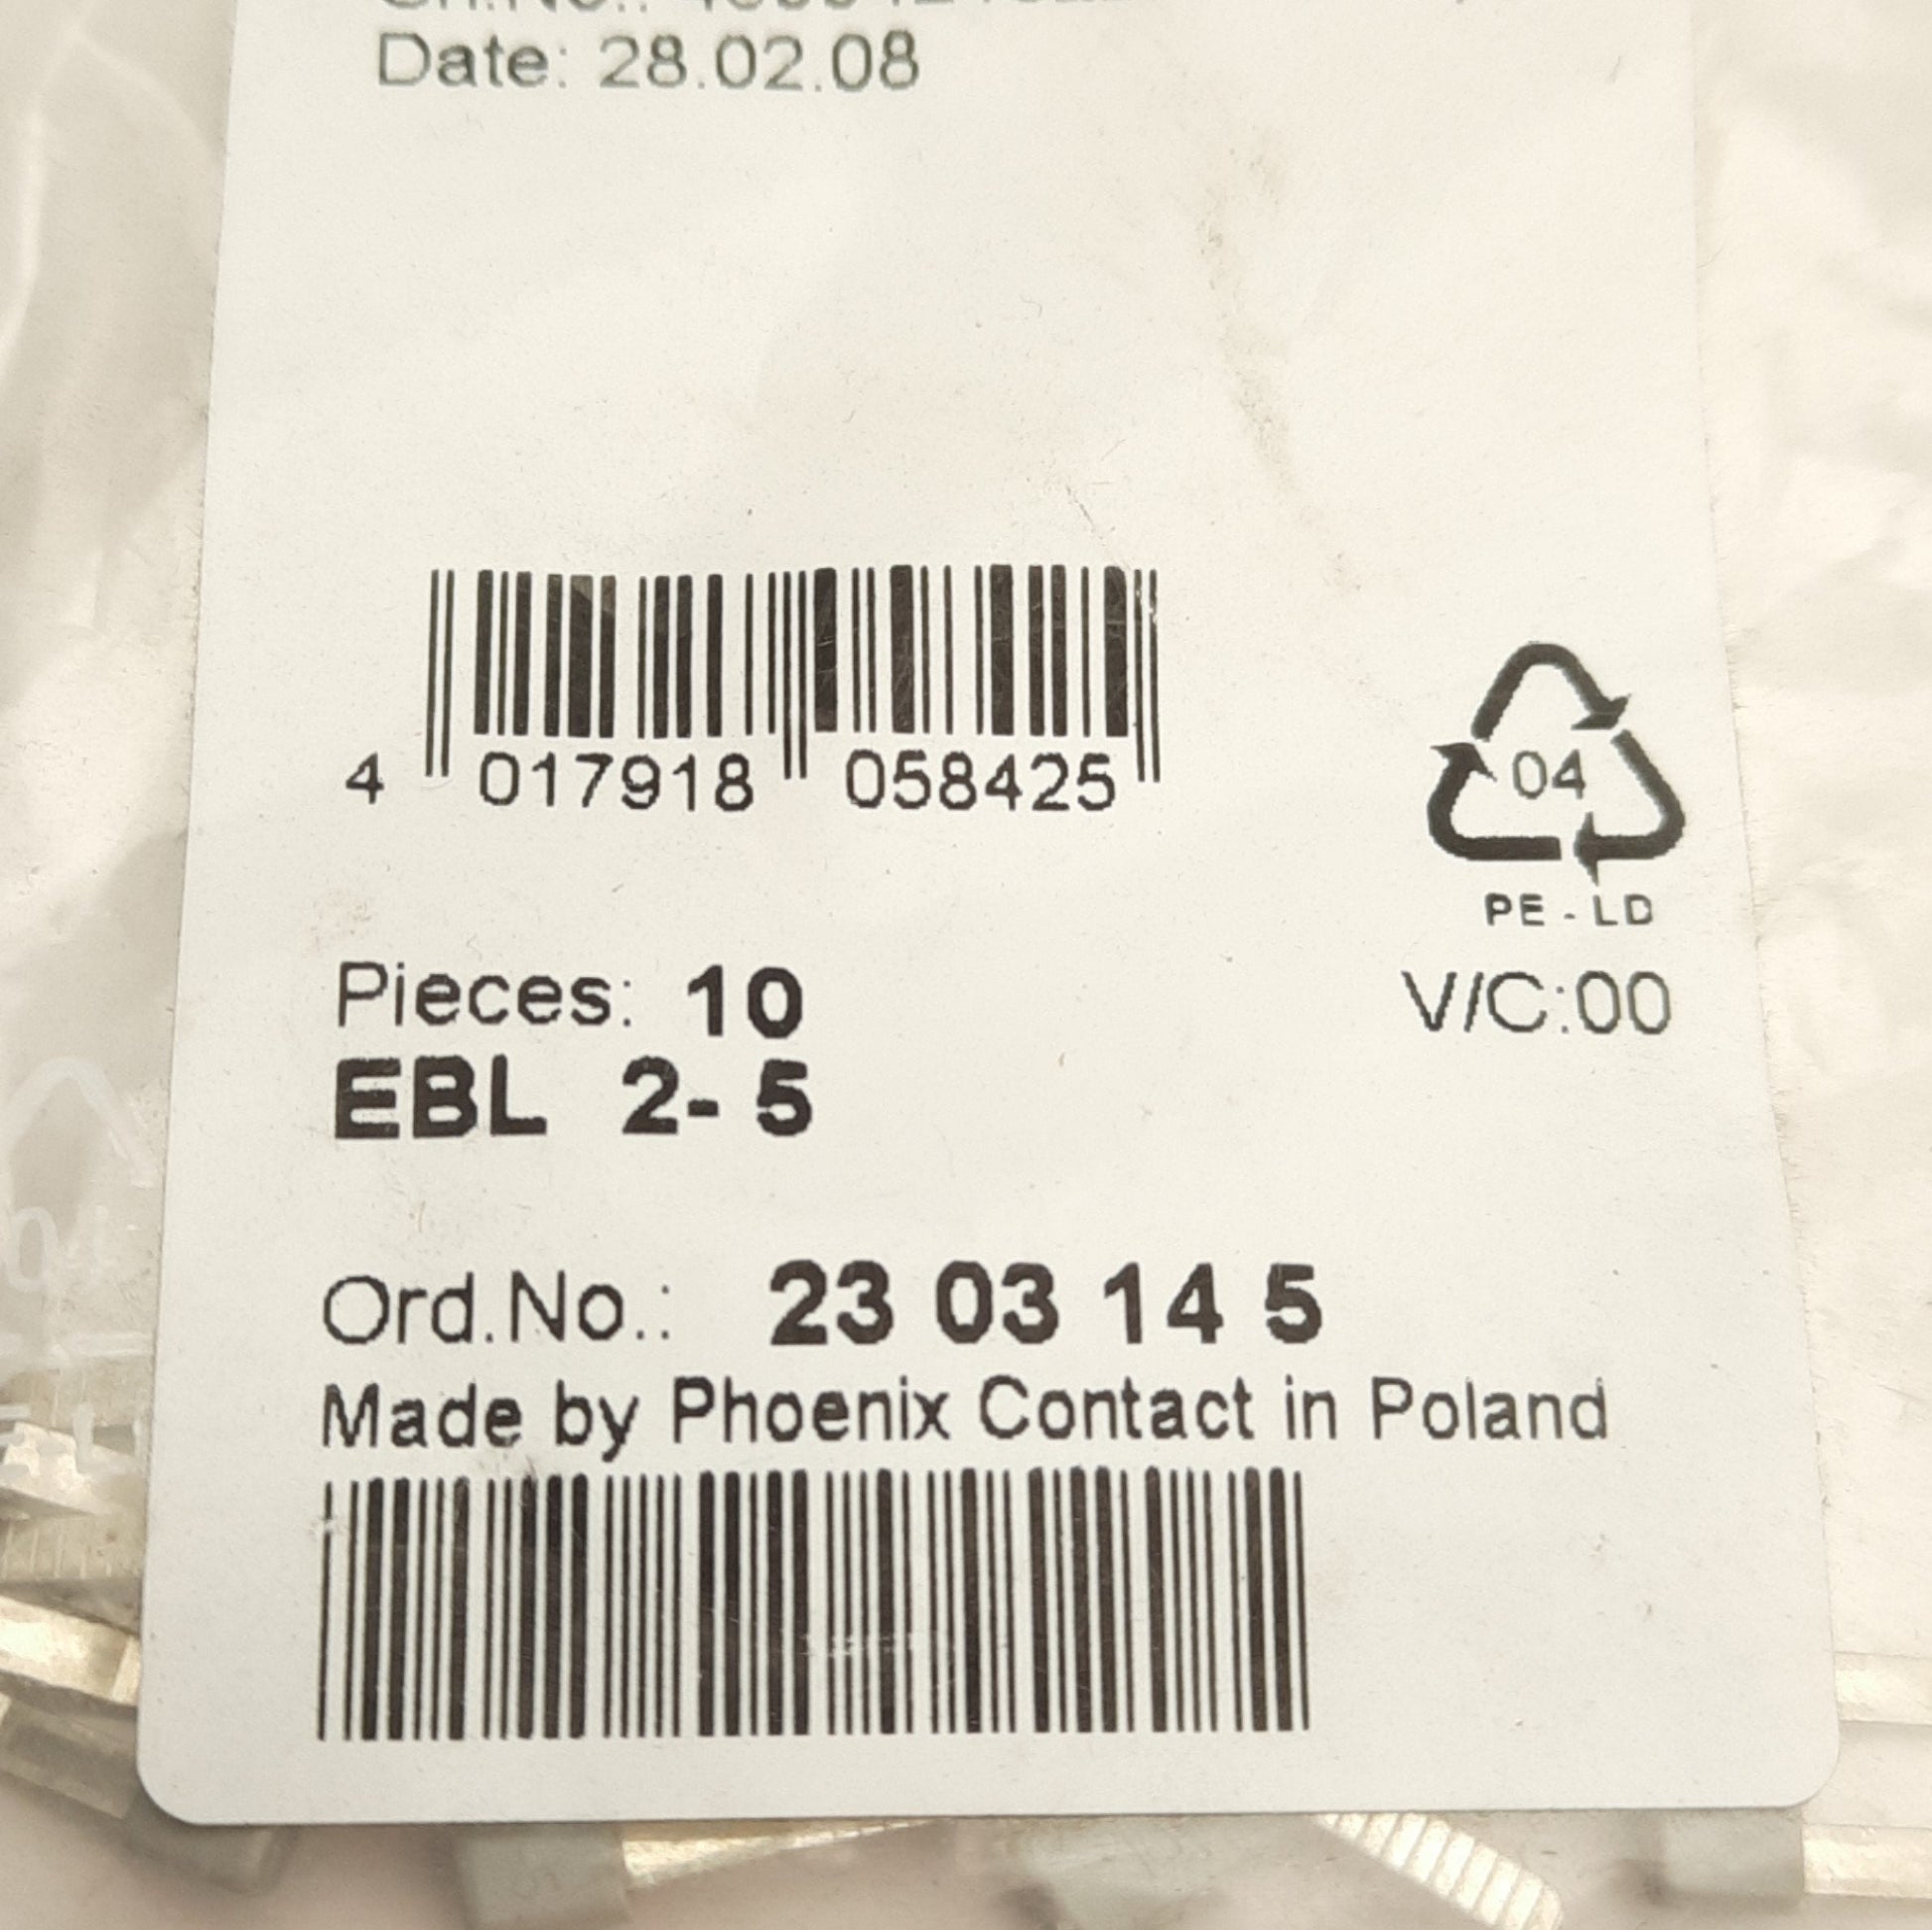 Date: 28.02.08
4 017918 058425
04
PE - LD
Pieces: 10
V/C:00
EBL 2- 5
Ord.No.: 23 03 14 5
Made by Phoenix Contact in Poland